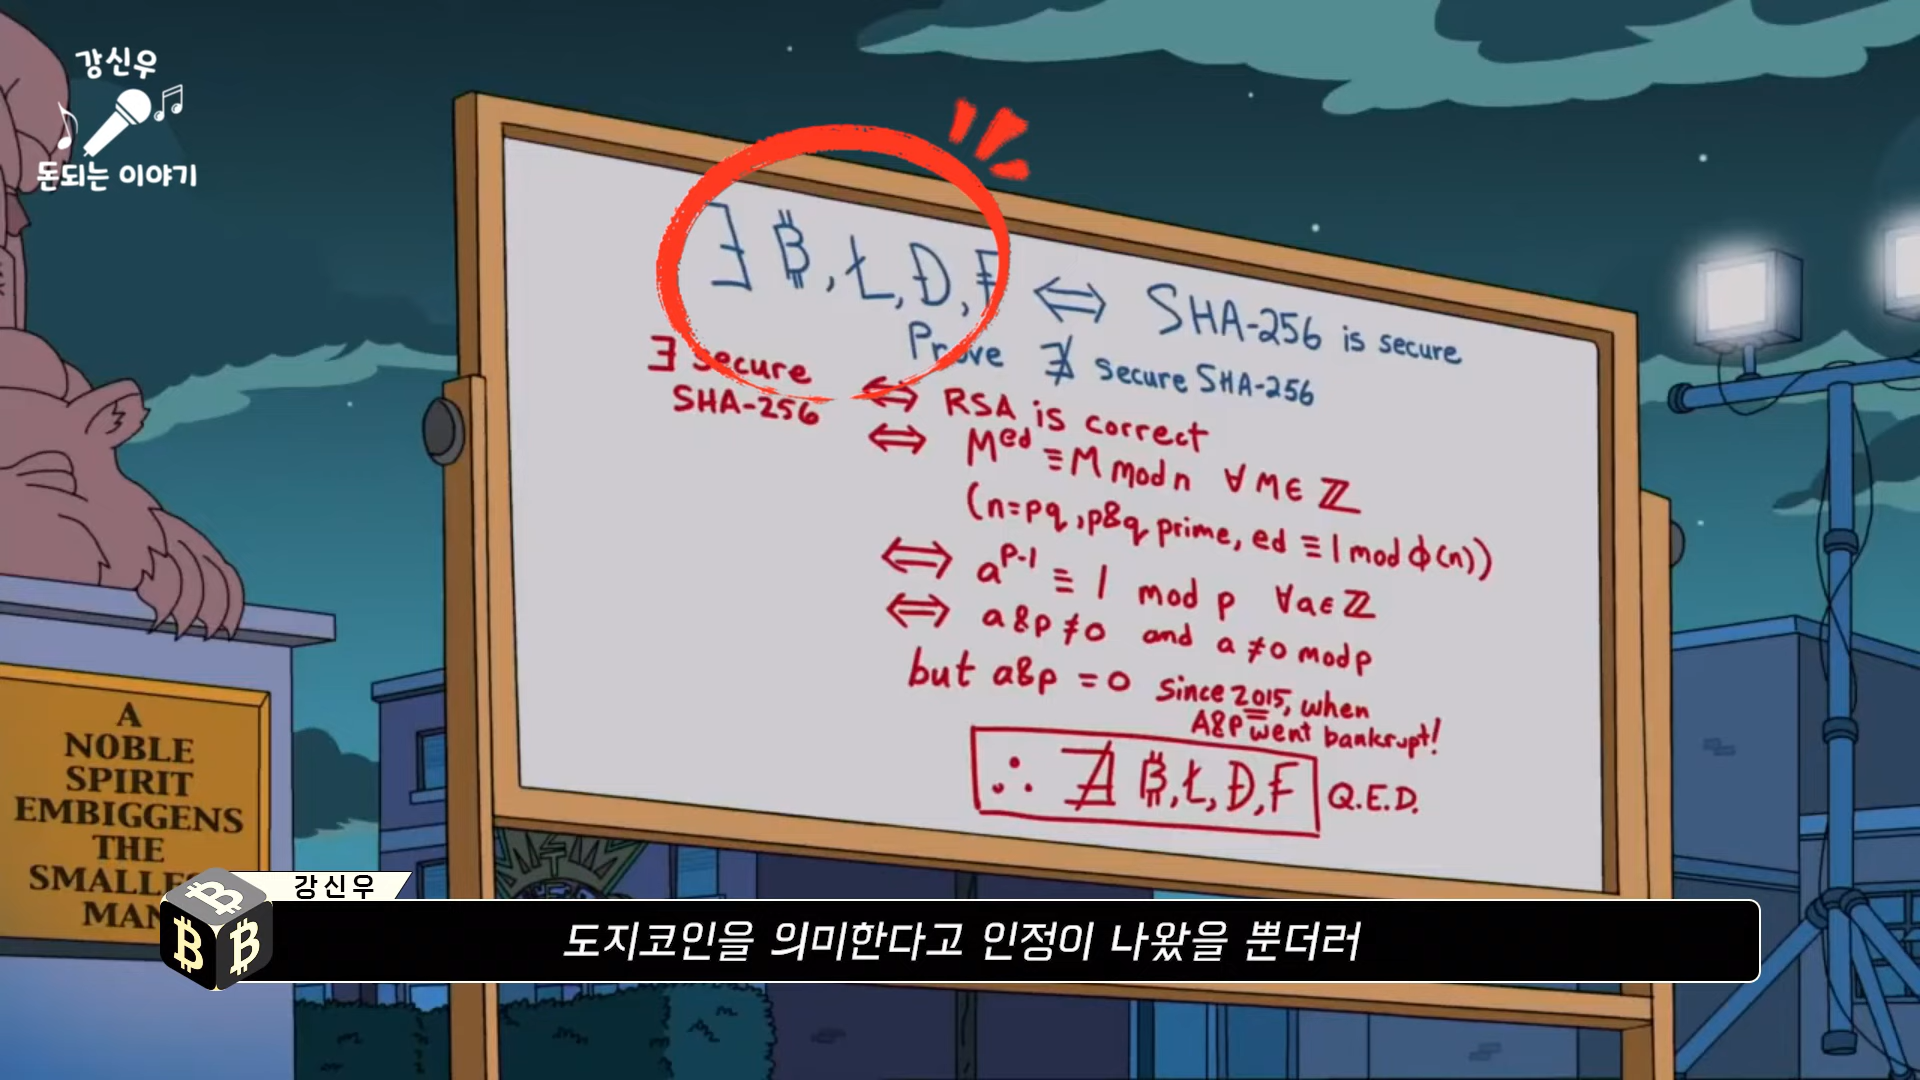 강신우
돈되는 이야기
∃ ₿, Ł, Đ, F ⇔ SHA-256 is secure
Prove ∄ secure SHA-256
∃ secure SHA-256 ⇔ RSA is correct
⇔ M^ed ≡ M mod n ∀ M ∈ ℤ
(n=pq, p&q prime, ed ≡ 1 mod ϕ(n))
⇔ a^p-1 ≡ 1 mod p ∀a∈ℤ
⇔ a&p ≠ 0 and a ≠ 0 mod p
but a&p = 0 since 2015, when
A&P went bankrupt!
∴ ∄ ₿, Ł, Đ, F Q.E.D.
A
NOBLE
SPIRIT
EMBIGGENS
THE
SMALLES
MAN
강신우
도지코인을 의미한다고 인정이 나왔을 뿐더러